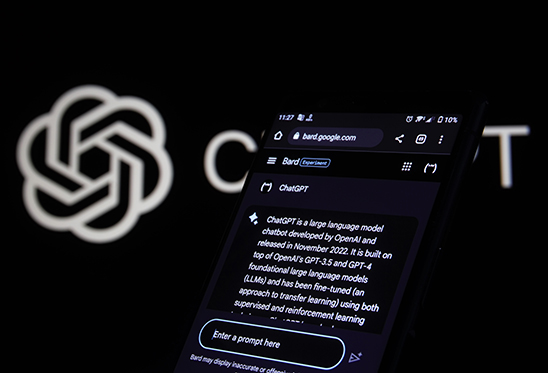 C PT
11:27 10%
bard.google.com 43
Bard Experiment
ChatGPT
ChatGPT is a large language model
chatbot developed by OpenAI and
released in November 2022. It is built on
top of OpenAI's GPT-3.5 and GPT-4
foundational large language models
(LLMs) and has been fine-tuned (an
approach to transfer learning) using both
supervised and reinforcement learning
Enter a prompt here
Bard may display inaccurate or offensi